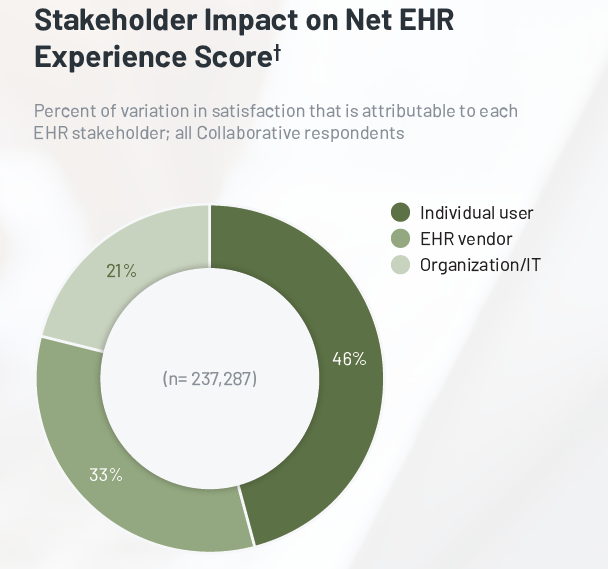 Stakeholder Impact on Net EHR
Experience Score†
Percent of variation in satisfaction that is attributable to each
EHR stakeholder; all Collaborative respondents
Individual user
EHR vendor
Organization/IT
21%
46%
(n= 237,287)
33%